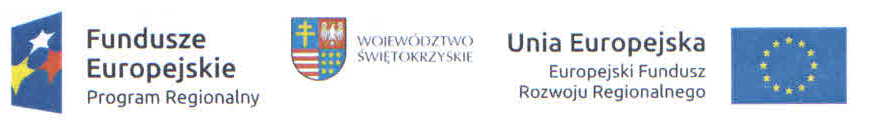 Fundusze
Europejskie
Program Regionalny
WOJEWÓDZTWO
ŚWIĘTOKRZYSKIE
Unia Europejska
Europejski Fundusz
Rozwoju Regionalnego